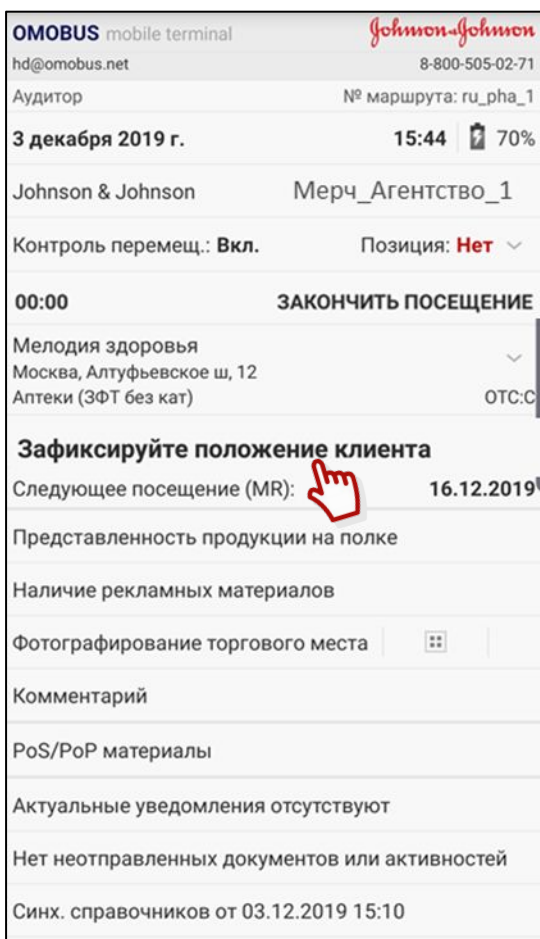 OMOBUS mobile terminal Johnson & Johnson
hd@omobus.net 8-800-505-02-71
Аудитор № маршрута: ru_pha_1
3 декабря 2019 г. 15:44 70%
Johnson & Johnson Мерч_Агентство_1
Контроль перемещ.: Вкл. Позиция: Нет
00:00 ЗАКОНЧИТЬ ПОСЕЩЕНИЕ
Мелодия здоровья
Москва, Алтуфьевское ш, 12
Аптеки (ЗФТ без кат) OTC:C
Зафиксируйте положение клиента
Следующее посещение (MR): 16.12.2019
Представленность продукции на полке
Наличие рекламных материалов
Фотографирование торгового места
Комментарий
PoS/PoP материалы
Актуальные уведомления отсутствуют
Нет неотправленных документов или активностей
Синх. справочников от 03.12.2019 15:10